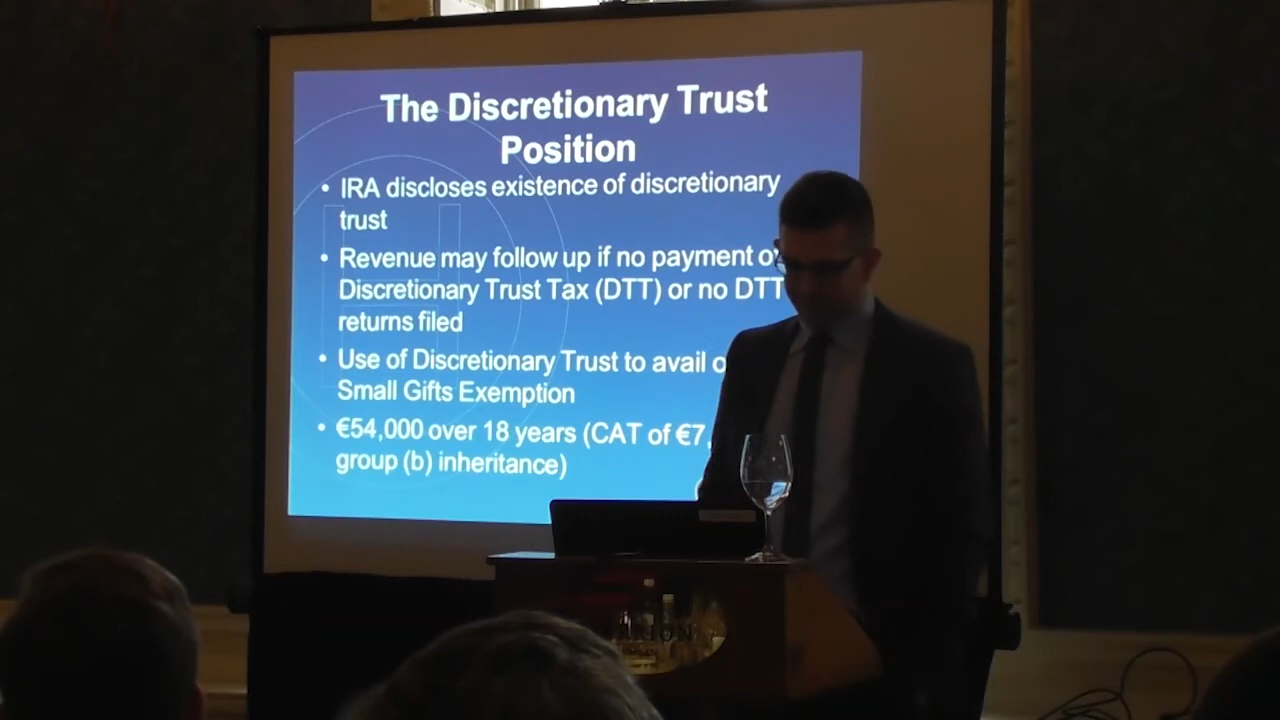 The Discretionary Trust
Position
• IRA discloses existence of discretionary
trust
• Revenue may follow up if no payment
Discretionary Trust Tax (DTT) or no DTT
returns filed
• Use of Discretionary Trust to avail
Small Gifts Exemption
• €54,000 over 18 years (CAT of €7,
group (b) inheritance)